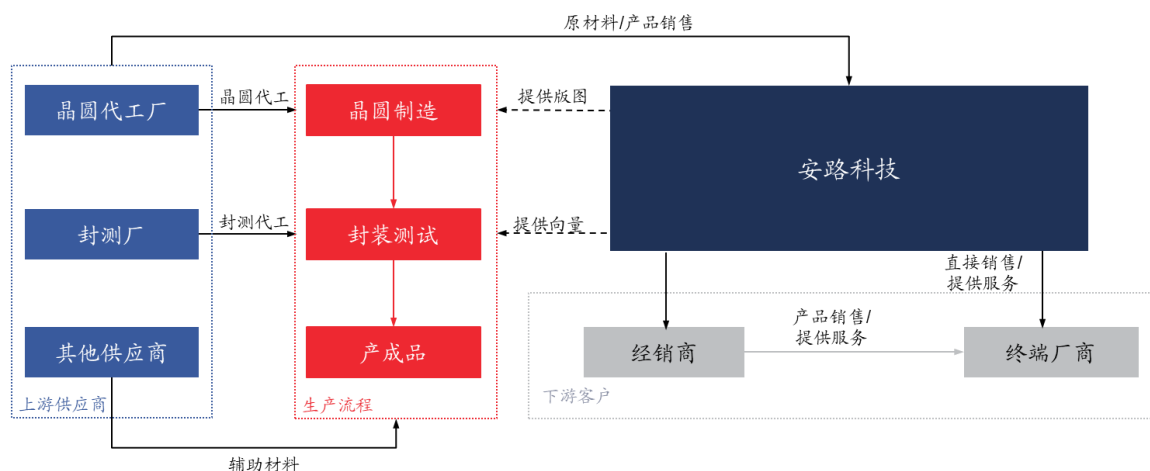 原材料/产品销售
晶圆代工厂
晶圆代工
晶圆制造
提供版图
安路科技
封测厂
封测代工
封装测试
提供向量
直接销售/
提供服务
其他供应商
产成品
经销商
产品销售/
提供服务
终端厂商
上游供应商
生产流程
下游客户
辅助材料